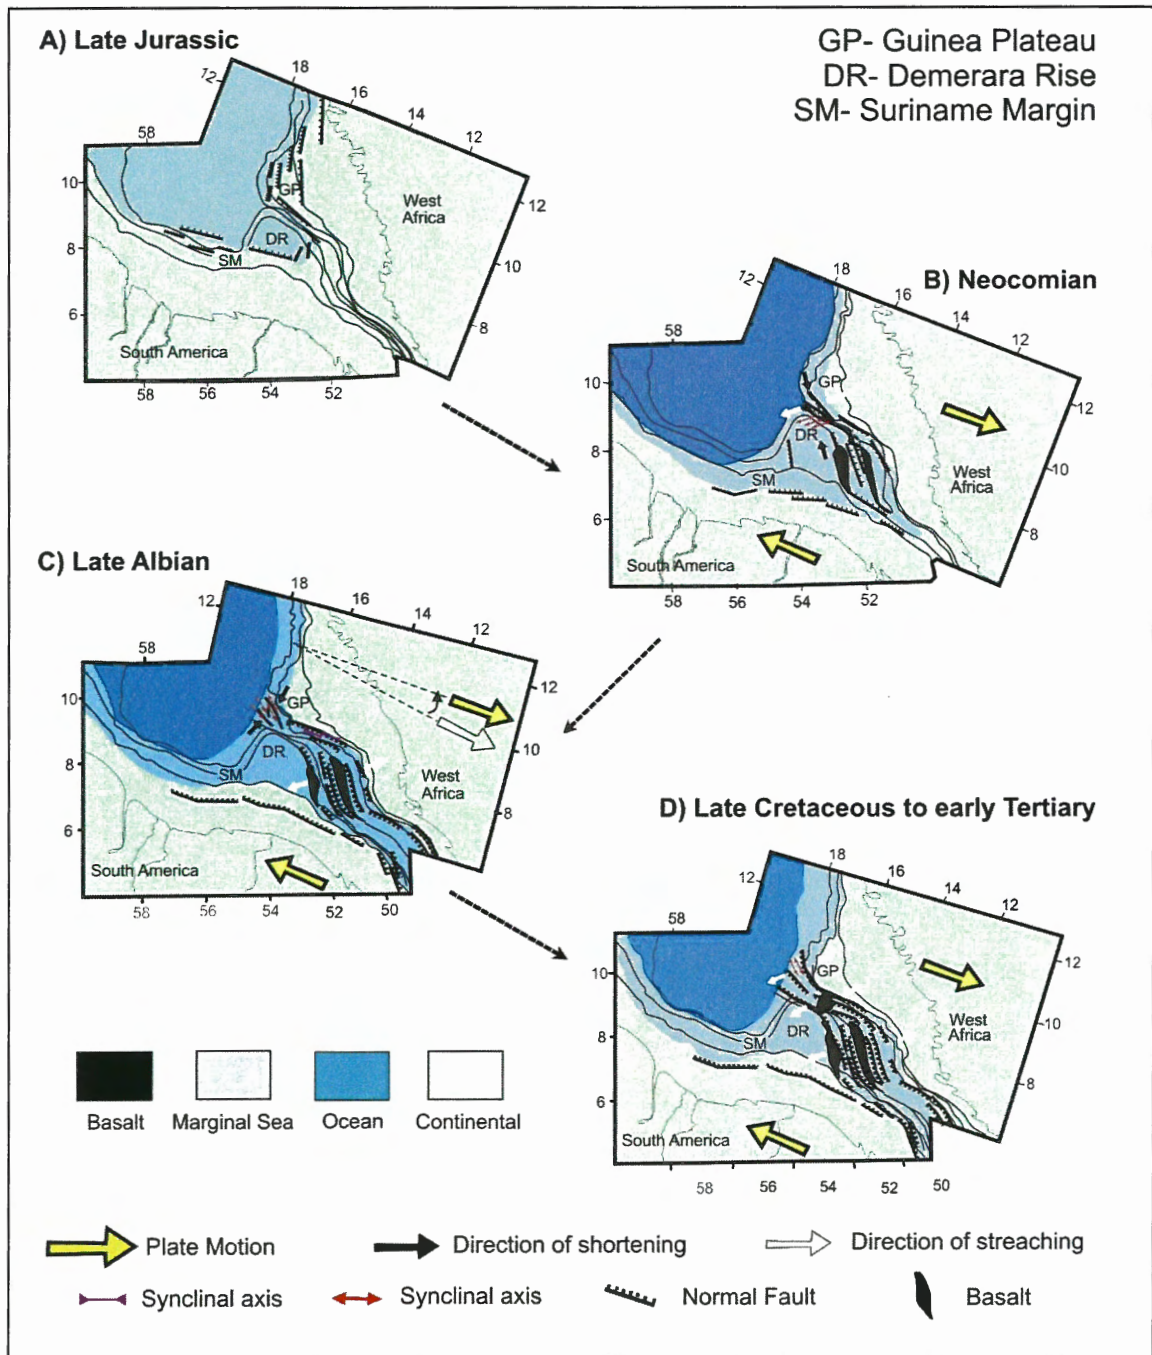 A) Late Jurassic
GP- Guinea Plateau
DR- Demerara Rise
SM- Suriname Margin
12
18
16
14
12
58
10
GP
West
Africa
12
8
DR
SM
10
6
8
South America
58
56
54
52
B) Neocomian
12
18
16
14
12
58
10
GP
12
8
DR
West
Africa
10
SM
6
8
South America
58
56
54
52
C) Late Albian
12
18
16
14
12
58
10
GP
12
10
8
DR
SM
West
Africa
8
6
South America
58
56
54
52
50
D) Late Cretaceous to early Tertiary
12
18
16
14
12
58
10
GP
12
8
DR
West
Africa
10
SM
8
6
South America
58
56
54
52
50
Basalt
Marginal Sea
Ocean
Continental
Plate Motion
Direction of shortening
Direction of streaching
Synclinal axis
Synclinal axis
Normal Fault
Basalt